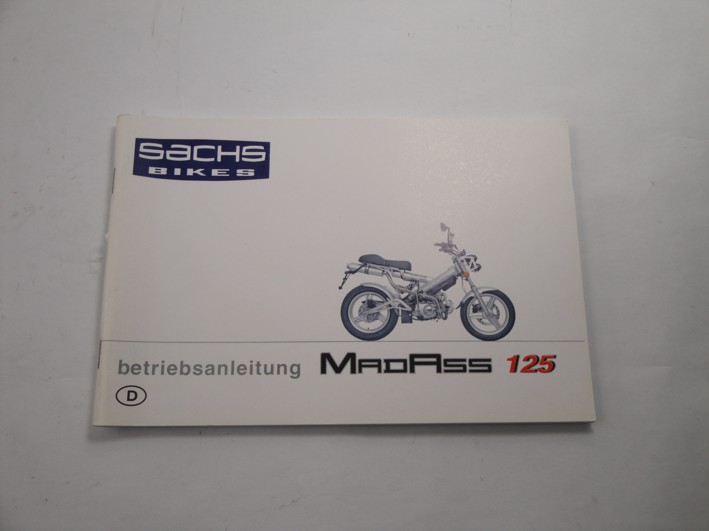 SACHS
BIKES
betriebsanleitung MADASS 125
D